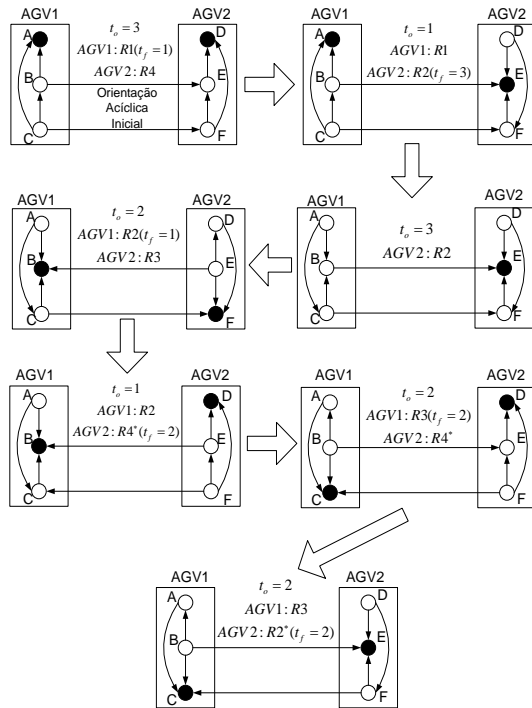 AGV1
AGV2
t_o = 3
AGV1 : R1(t_f = 1)
AGV2 : R4
Orientação
Acíclica
Inicial
A
B
C
D
E
F
AGV1
AGV2
t_o = 1
AGV1 : R1
AGV2 : R2(t_f = 3)
A
B
C
D
E
F
AGV1
AGV2
t_o = 2
AGV1 : R2(t_f = 1)
AGV2 : R3
A
B
C
D
E
F
AGV1
AGV2
t_o = 3
AGV2 : R2
A
B
C
D
E
F
AGV1
AGV2
t_o = 1
AGV1 : R2
AGV2 : R4*(t_f = 2)
A
B
C
D
E
F
AGV1
AGV2
t_o = 2
AGV1 : R3(t_f = 2)
AGV2 : R4*
A
B
C
D
E
F
AGV1
AGV2
t_o = 2
AGV1 : R3
AGV2 : R2*(t_f = 2)
A
B
C
D
E
F